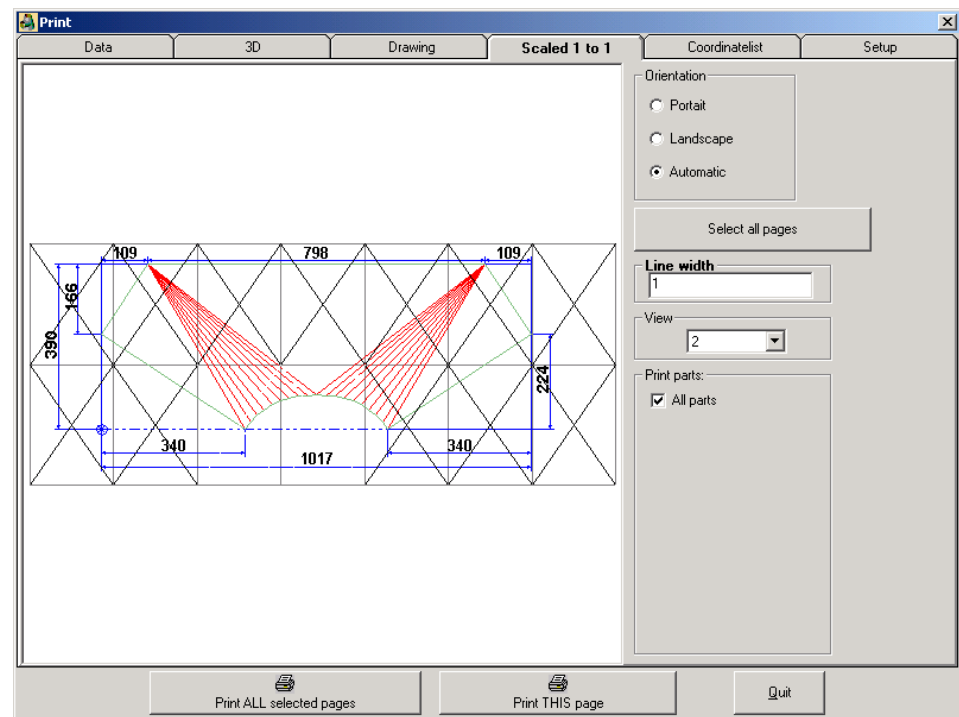 Print
Data 3D Drawing Scaled 1 to 1 Coordinatelist Setup
Orientation
Portait
Landscape
Automatic
Select all pages
Line width
1
View
2
Print parts:
All parts
109 798 109
166
390
224
340 340
1017
Print ALL selected pages Print THIS page Quit